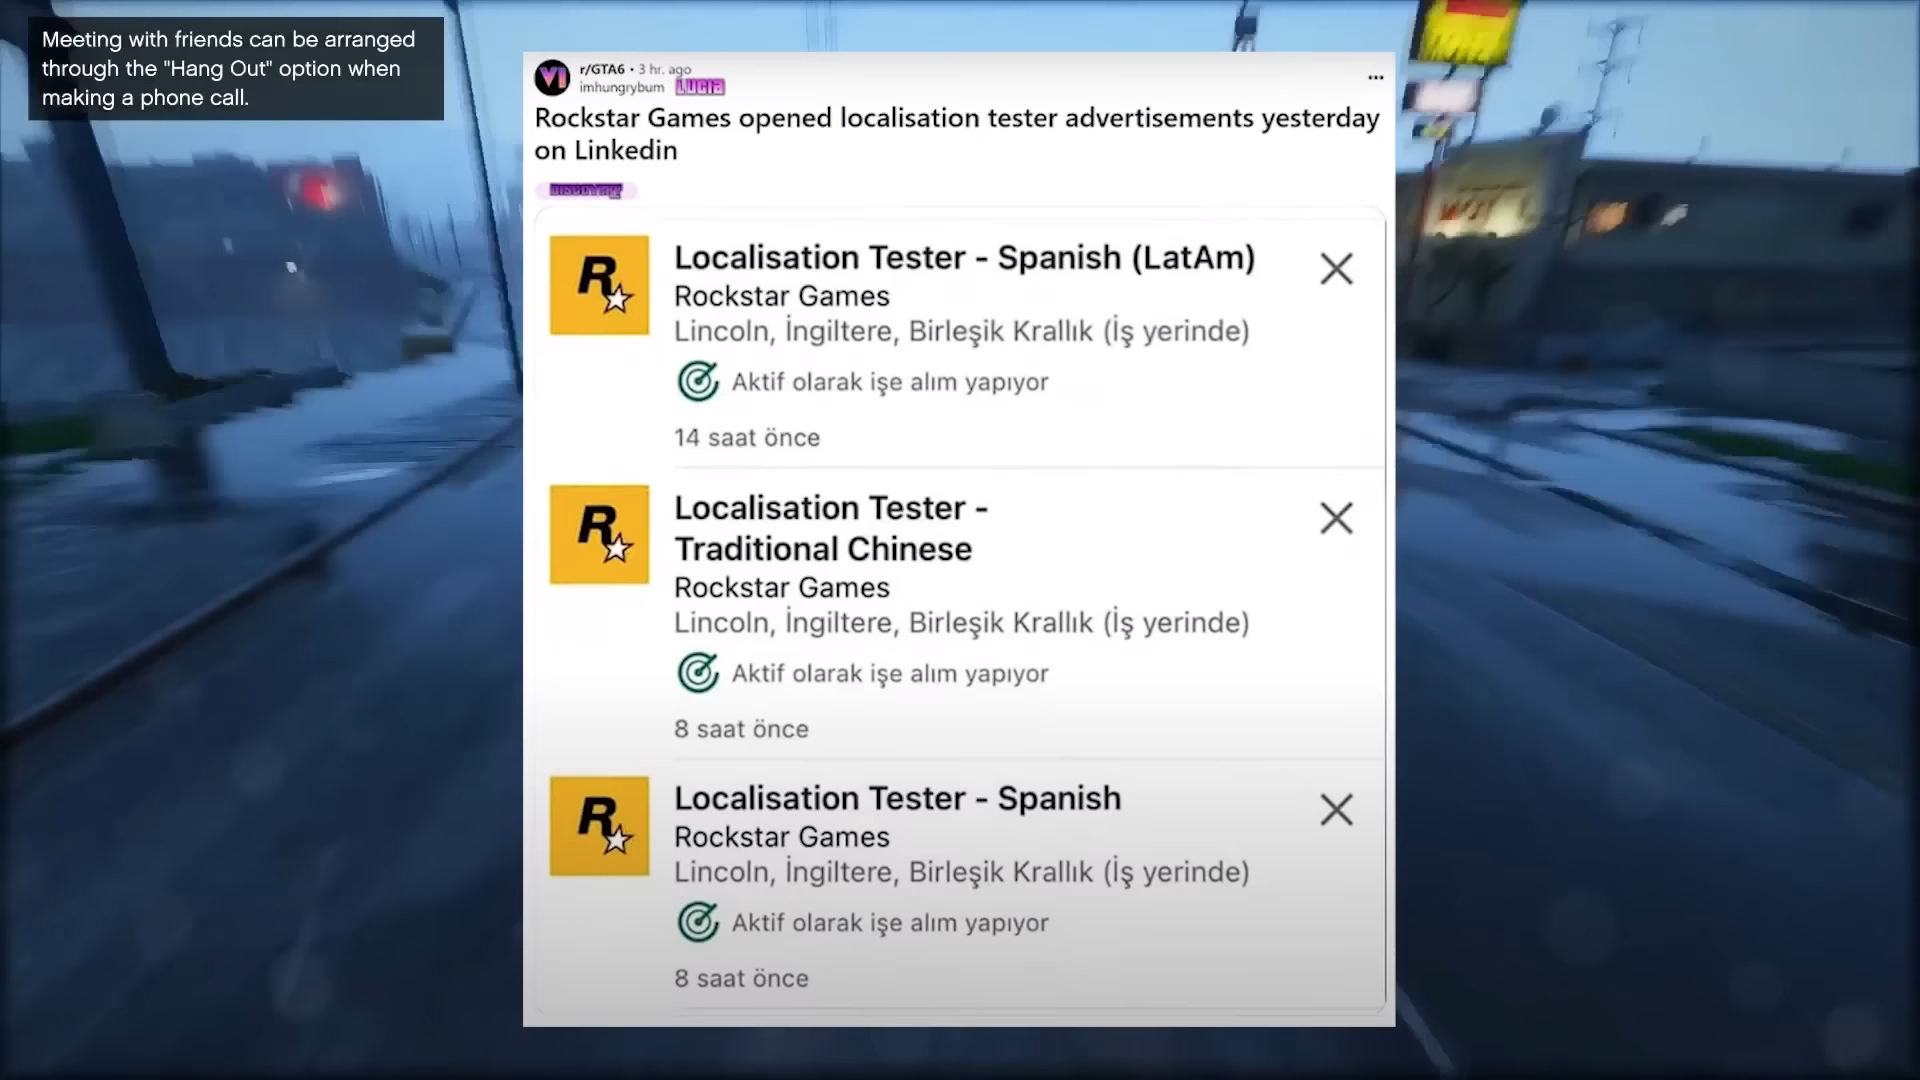 Meeting with friends can be arranged
through the "Hang Out" option when
making a phone call.
VI
r/GTA6 • 3 hr. ago
imhungrybum LUCIA
Rockstar Games opened localisation tester advertisements yesterday
on Linkedin
DISCOVERY
R
Localisation Tester - Spanish (LatAm)
Rockstar Games
Lincoln, İngiltere, Birleşik Krallık (İş yerinde)
Aktif olarak işe alım yapıyor
14 saat önce
R
Localisation Tester -
Traditional Chinese
Rockstar Games
Lincoln, İngiltere, Birleşik Krallık (İş yerinde)
Aktif olarak işe alım yapıyor
8 saat önce
R
Localisation Tester - Spanish
Rockstar Games
Lincoln, İngiltere, Birleşik Krallık (İş yerinde)
Aktif olarak işe alım yapıyor
8 saat önce